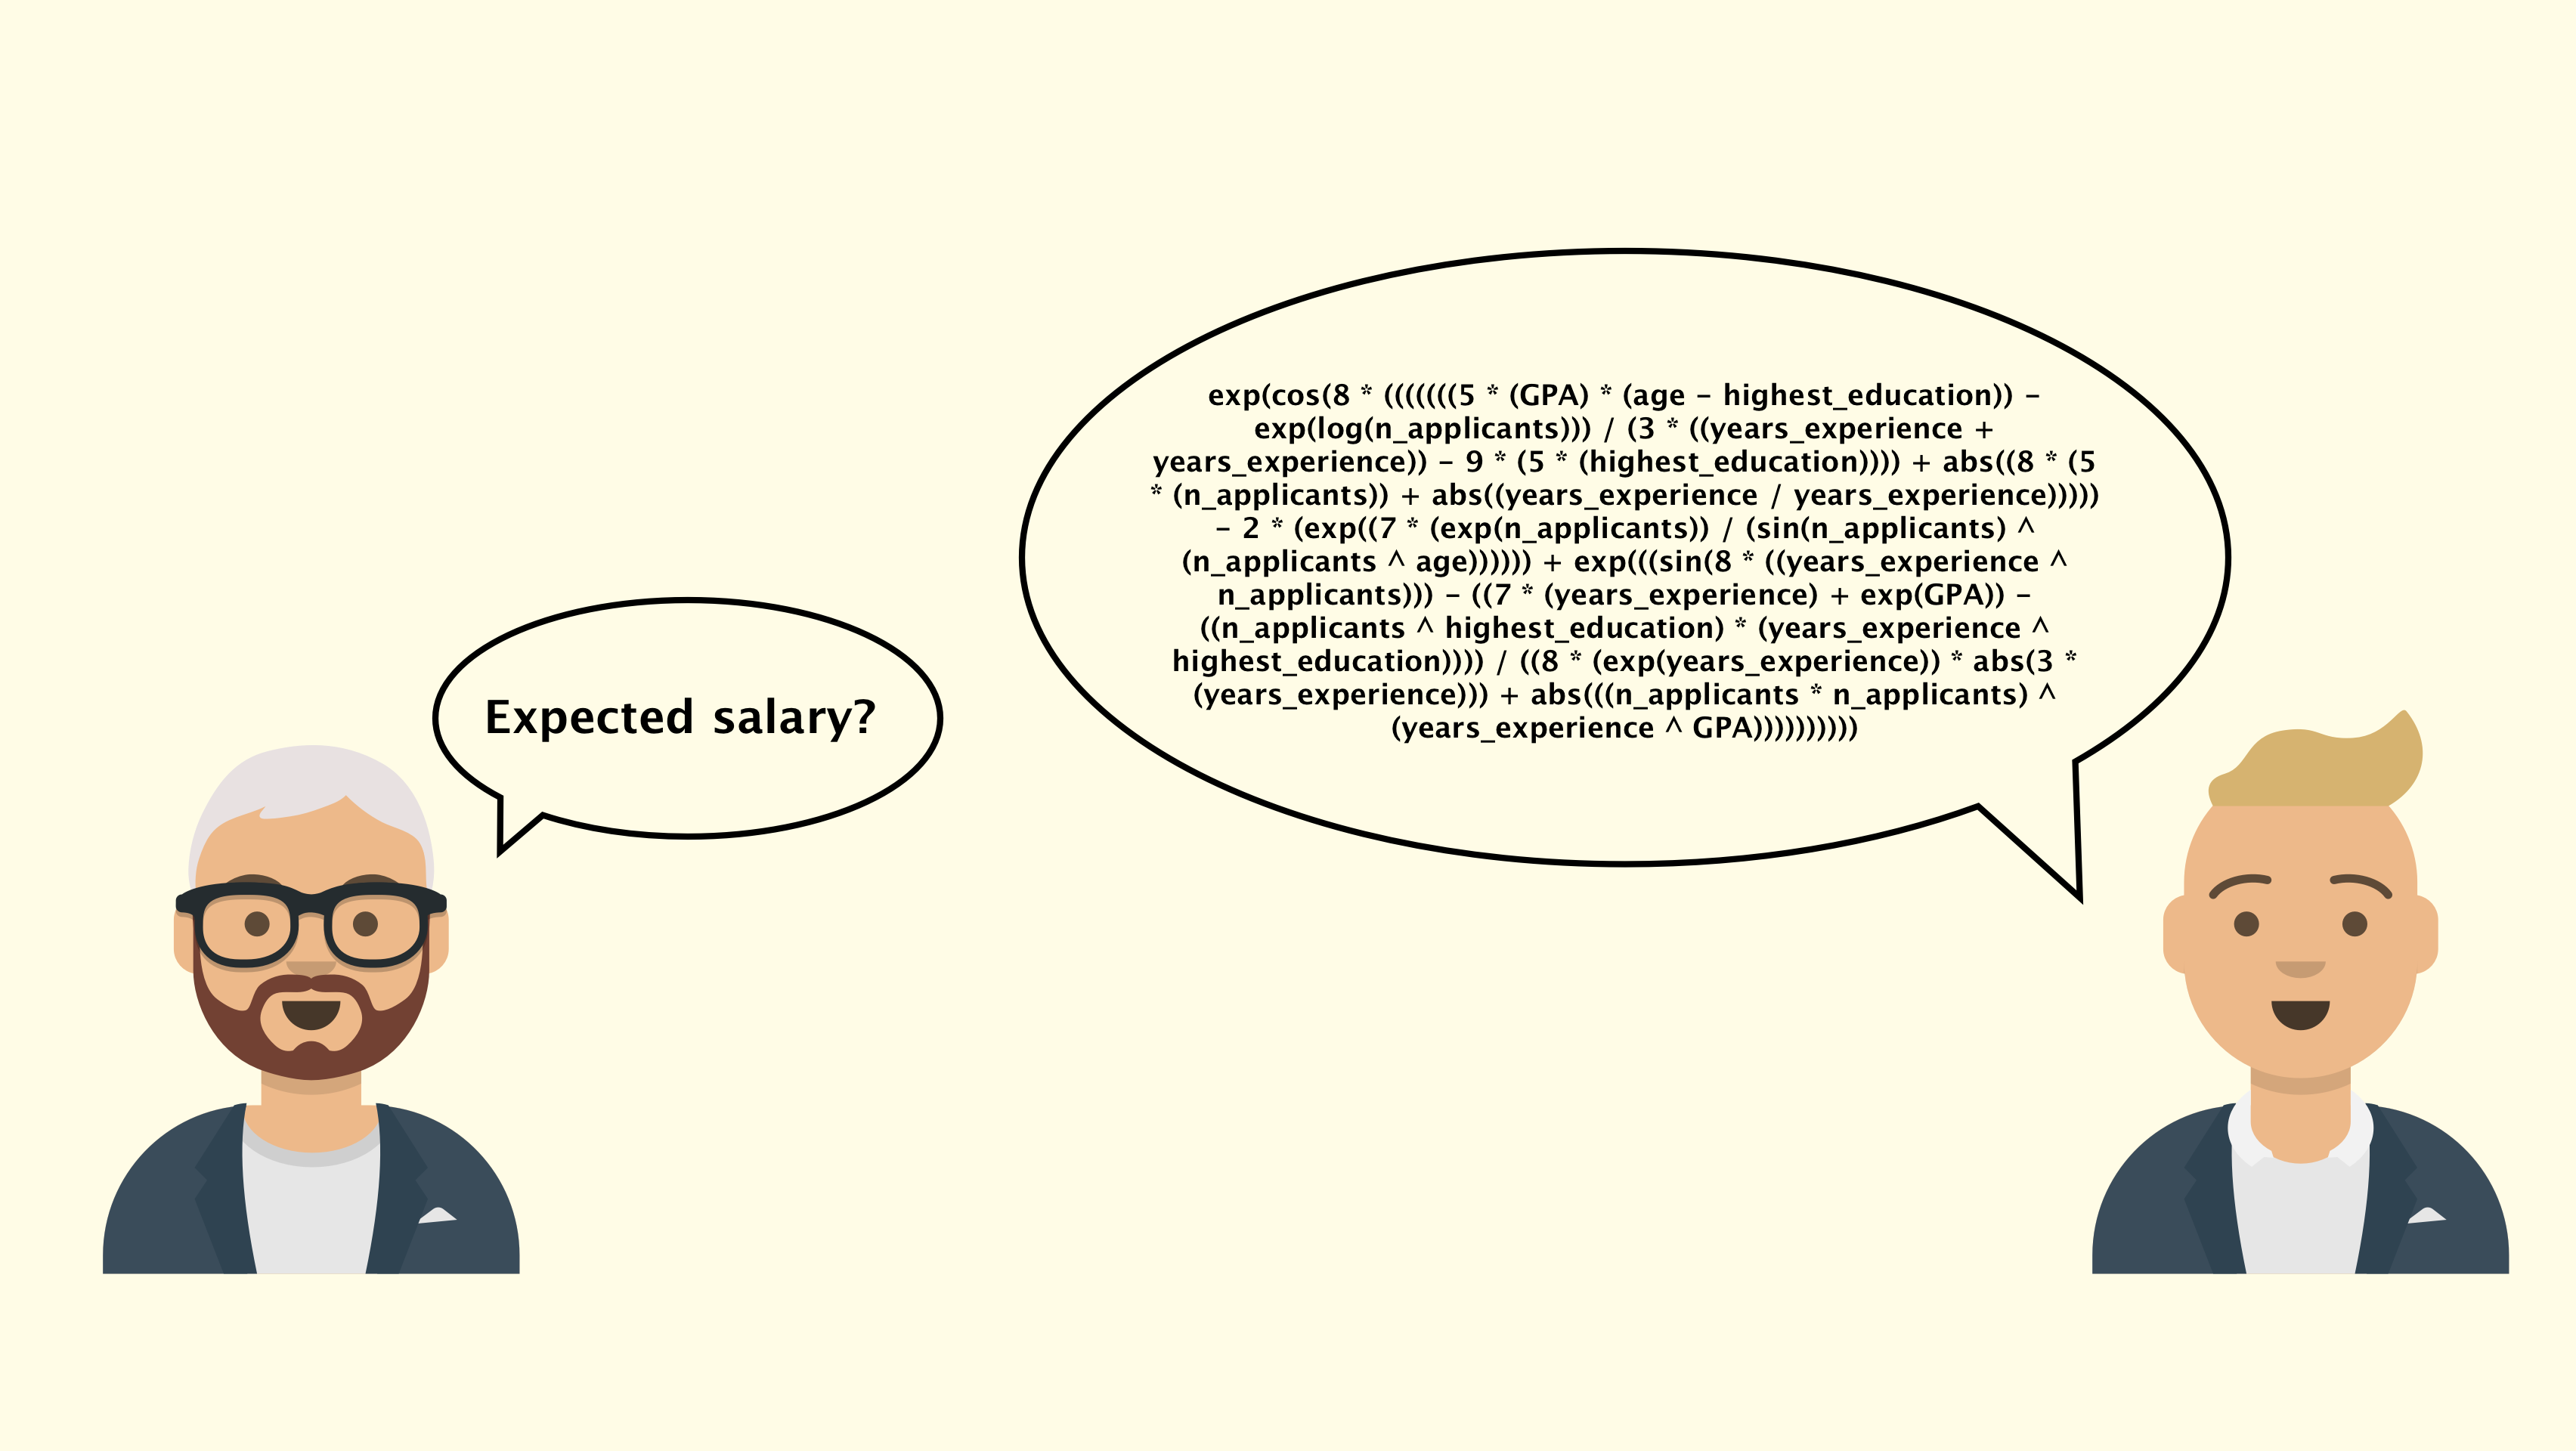 Expected salary?
exp(cos(8 * (((((((5 * (GPA) * (age – highest_education)) –
exp(log(n_applicants))) / (3 * ((years_experience +
years_experience)) – 9 * (5 * (highest_education)))) + abs((8 * (5
* (n_applicants)) + abs((years_experience / years_experience)))))
– 2 * (exp((7 * (exp(n_applicants)) / (sin(n_applicants) ^
(n_applicants ^ age)))))) + exp(((sin(8 * ((years_experience ^
n_applicants))) – ((7 * (years_experience) + exp(GPA)) –
((n_applicants ^ highest_education) * (years_experience ^
highest_education)))) / ((8 * (exp(years_experience)) * abs(3 *
(years_experience))) + abs(((n_applicants * n_applicants) ^
(years_experience ^ GPA))))))))))